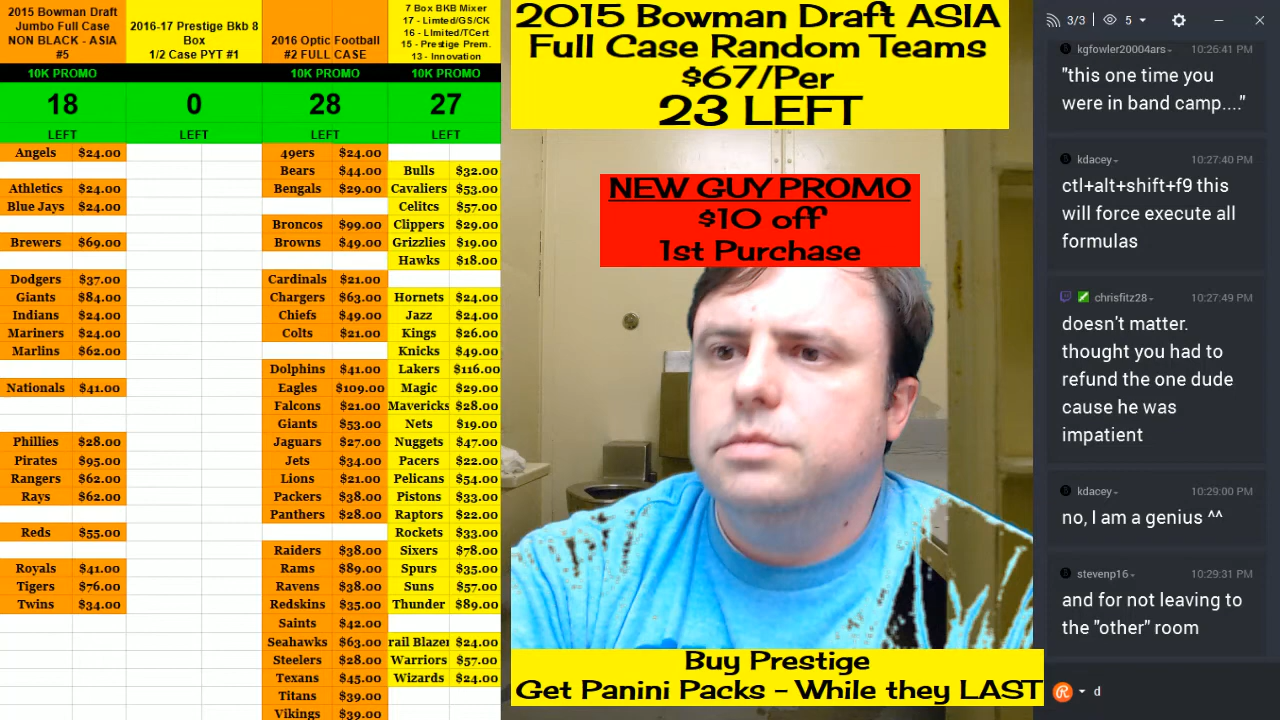 2015 Bowman Draft
Jumbo Full Case
NON BLACK - ASIA
#5
10K PROMO
18
LEFT
Angels $24.00
Athletics $24.00
Blue Jays $24.00
Brewers $69.00
Dodgers $37.00
Giants $84.00
Indians $24.00
Mariners $24.00
Marlins $62.00
Nationals $41.00
Phillies $28.00
Pirates $95.00
Rangers $62.00
Rays $62.00
Reds $55.00
Royals $41.00
Tigers $76.00
Twins $34.00
2016-17 Prestige Bkb 8
Box
1/2 Case PYT #1
0
LEFT
2016 Optic Football
#2 FULL CASE
10K PROMO
28
LEFT
49ers $24.00
Bears $44.00
Bengals $29.00
Broncos $99.00
Browns $49.00
Cardinals $21.00
Chargers $63.00
Chiefs $49.00
Colts $21.00
Dolphins $41.00
Eagles $109.00
Falcons $21.00
Giants $53.00
Jaguars $27.00
Jets $34.00
Lions $21.00
Packers $38.00
Panthers $28.00
Raiders $38.00
Rams $89.00
Ravens $38.00
Redskins $35.00
Saints $42.00
Seahawks $63.00
Steelers $28.00
Texans $45.00
Titans $39.00
Vikings $39.00
7 Box BKB Mixer
17 - Limted/GS/CK
16 - LImited/TCert
15 - Prestige Prem.
13 - Innovation
10K PROMO
27
LEFT
Bulls $32.00
Cavaliers $53.00
Celitcs $57.00
Clippers $29.00
Grizzlies $19.00
Hawks $18.00
Hornets $24.00
Jazz $24.00
Kings $26.00
Knicks $49.00
Lakers $116.00
Magic $29.00
Mavericks $28.00
Nets $19.00
Nuggets $47.00
Pacers $22.00
Pelicans $54.00
Pistons $33.00
Raptors $22.00
Rockets $33.00
Sixers $78.00
Spurs $35.00
Suns $57.00
Thunder $89.00
rail Blazer $24.00
Warriors $57.00
Wizards $24.00
2015 Bowman Draft ASIA
Full Case Random Teams
$67/Per
23 LEFT
NEW GUY PROMO
$10 off
1st Purchase
Buy Prestige
Get Panini Packs - While they LAST
3/3 5
kgfowler20004ars 10:26:41 PM
"this one time you
were in band camp...."
kdacey 10:27:40 PM
ctl+alt+shift+f9 this
will force execute all
formulas
chrisfitz28 10:27:49 PM
doesn't matter.
thought you had to
refund the one dude
cause he was
impatient
kdacey 10:29:00 PM
no, I am a genius ^^
stevenp16 10:29:31 PM
and for not leaving to
the "other" room
d